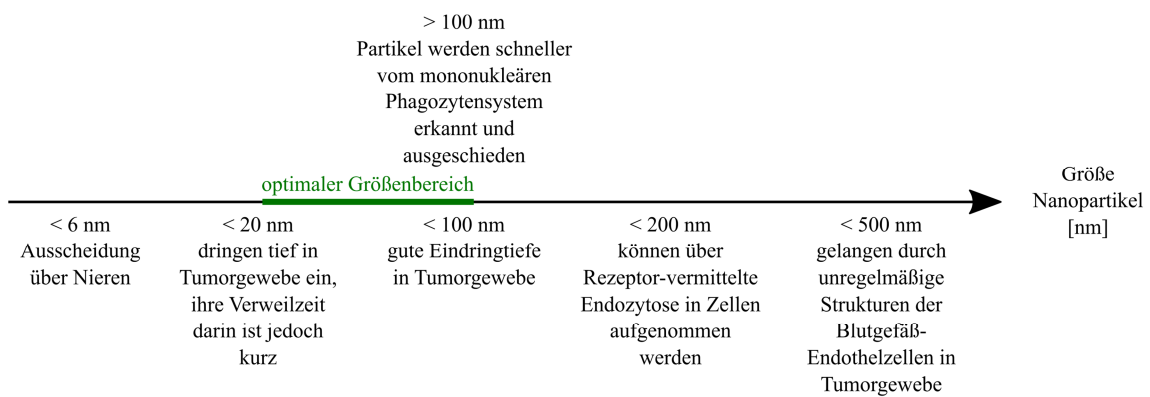 > 100 nm
Partikel werden schneller
vom mononukleären
Phagozytensystem
erkannt und
ausgeschieden
optimaler Größenbereich
Größe
Nanopartikel
[nm]
< 6 nm
Ausscheidung
über Nieren
< 20 nm
dringen tief in
Tumorgewebe ein,
ihre Verweilzeit
darin ist jedoch
kurz
< 100 nm
gute Eindringtiefe
in Tumorgewebe
< 200 nm
können über
Rezeptor-vermittelte
Endozytose in Zellen
aufgenommen
werden
< 500 nm
gelangen durch
unregelmäßige
Strukturen der
Blutgefäß-
Endothelzellen in
Tumorgewebe